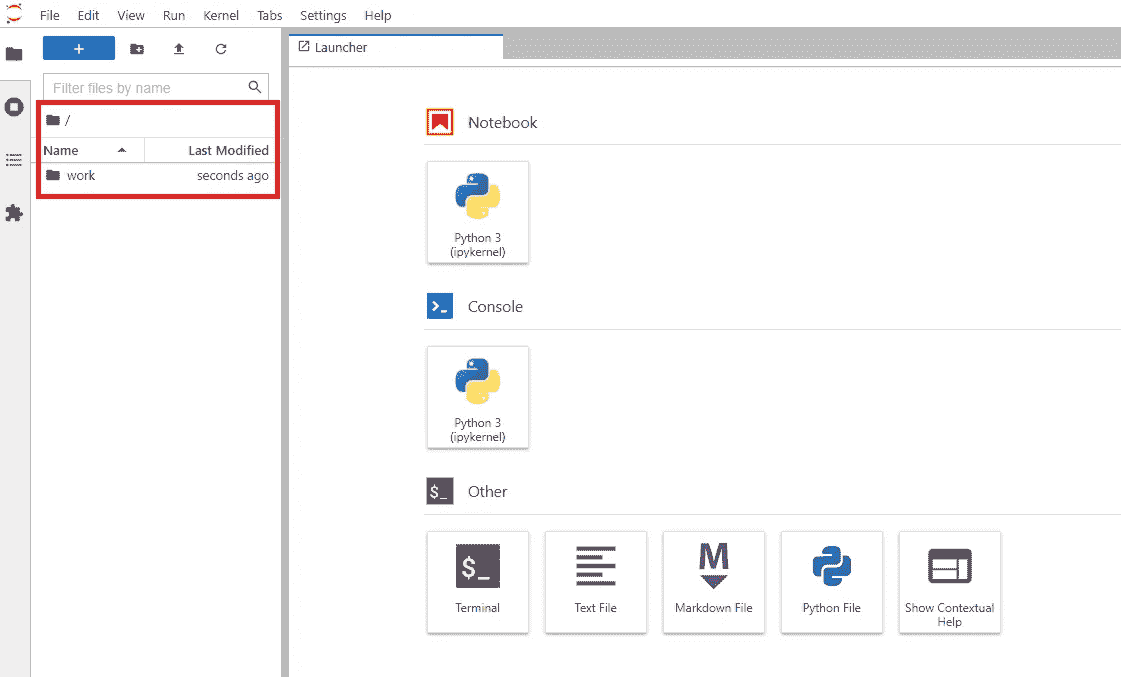 File Edit View Run Kernel Tabs Settings Help
+
Filter files by name
/
Name Last Modified
work seconds ago
Launcher
Notebook
Python 3
(ipykernel)
>_ Console
Python 3
(ipykernel)
$_ Other
$_
Terminal
Text File
M
Markdown File
Python File
Show Contextual
Help